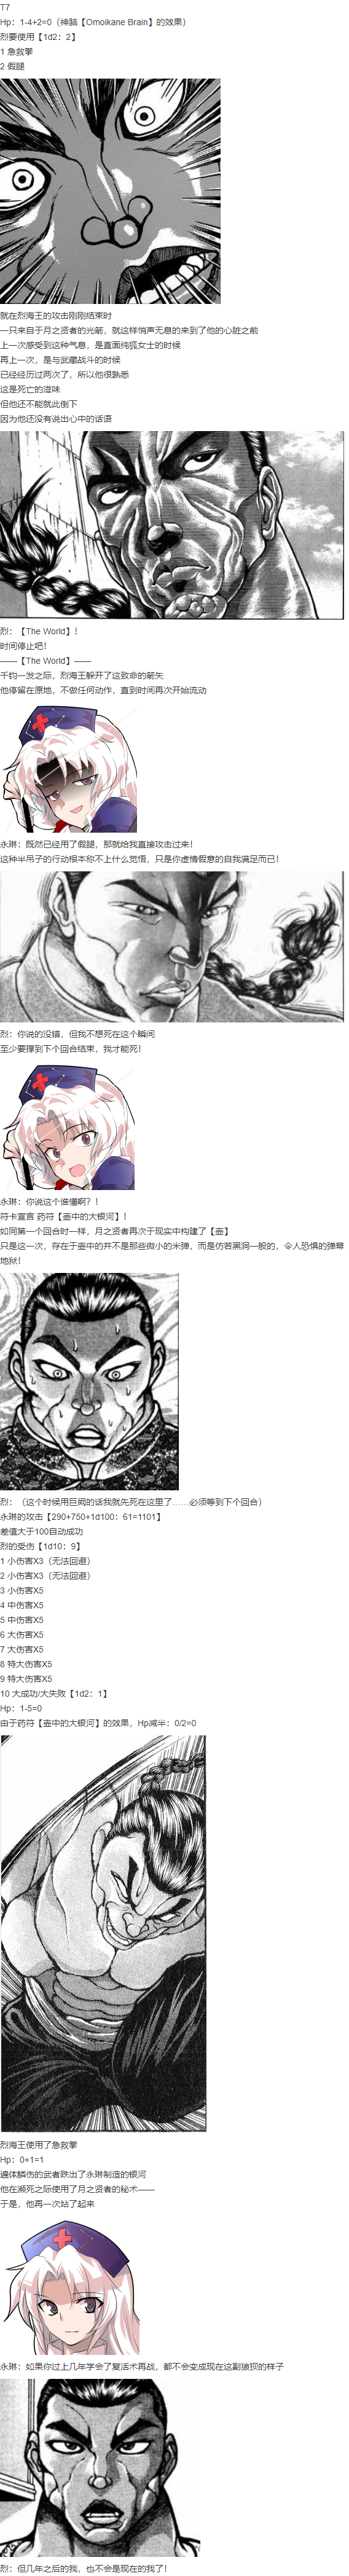 T7
Hp：1-4+2=0（神脑【Omoikane Brain】的效果）
烈要使用【1d2：2】
1 急救拳
2 假腿
就在烈海王的攻击刚刚结束时
一只来自于月之贤者的光箭，就这样悄声无息的来到了他的心脏之前
上一次感受到这种气息，是直面纯狐女士的时候
再上一次，是与武藏战斗的时候
已经经历过两次了，所以他很熟悉
这是死亡的滋味
但他还不能就此倒下
因为他还没有说出心中的话语
烈：【The World】！
时间停止吧！
——【The World】——
千钧一发之际，烈海王躲开了这致命的箭矢
他停留在原地，不做任何动作，直到时间再次开始流动
永琳：既然已经用了假腿，那就给我直接攻击过来！
这种半吊子的行动根本称不上什么觉悟，只是你虚情假意的自我满足而已！
烈：你说的没错，但我不想死在这个瞬间
至少要撑到下个回合结束，我才能死！
永琳：你说这个谁懂啊？！
符卡宣言 药符【壶中的大银河】！
如同第一个回合时一样，月之贤者再次于现实中构建了【壶】
只是这一次，存在于壶中的并不是那些微小的米弹，而是仿若黑洞一般的，令人恐惧的弹幕
地狱！
烈：（这个时候用巨阙的话我就先死在这里了……必须等到下个回合）
永琳的攻击【290+750+1d100：61=1101】
差值大于100自动成功
烈的受伤【1d10：9】
1 小伤害X3（无法回避）
2 小伤害X3（无法回避）
3 小伤害X5
4 中伤害X5
5 中伤害X5
6 大伤害X5
7 大伤害X5
8 特大伤害X5
9 特大伤害X5
10 大成功/大失败【1d2：1】
Hp：1-5=0
由于药符【壶中的大银河】的效果，Hp减半：0/2=0
烈海王使用了急救拳
Hp：0+1=1
遍体鳞伤的武者跌出了永琳制造的银河
他在濒死之际使用了月之贤者的秘术——
于是，他再一次站了起来
永琳：如果你过上几年学会了复活术再战，都不会变成现在这副狼狈的样子
烈：但几年之后的我，也不会是现在的我了！